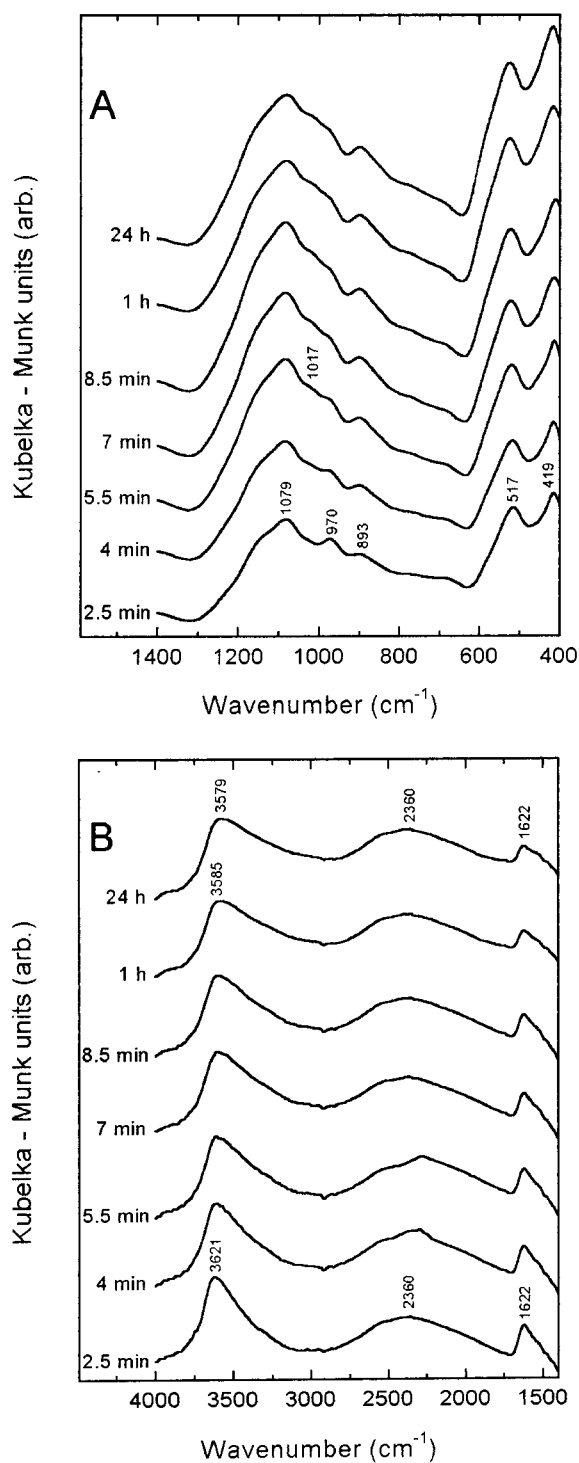 A
Kubelka - Munk units (arb.)
24 h
1 h
8.5 min
7 min
5.5 min
4 min
2.5 min
1017
1079
970
893
517
419
1400
1200
1000
800
600
400
Wavenumber (cm⁻¹)
B
Kubelka - Munk units (arb.)
3579
2360
1622
24 h
3585
1 h
8.5 min
7 min
5.5 min
4 min
3621
2360
1622
2.5 min
4000
3500
3000
2500
2000
1500
Wavenumber (cm⁻¹)